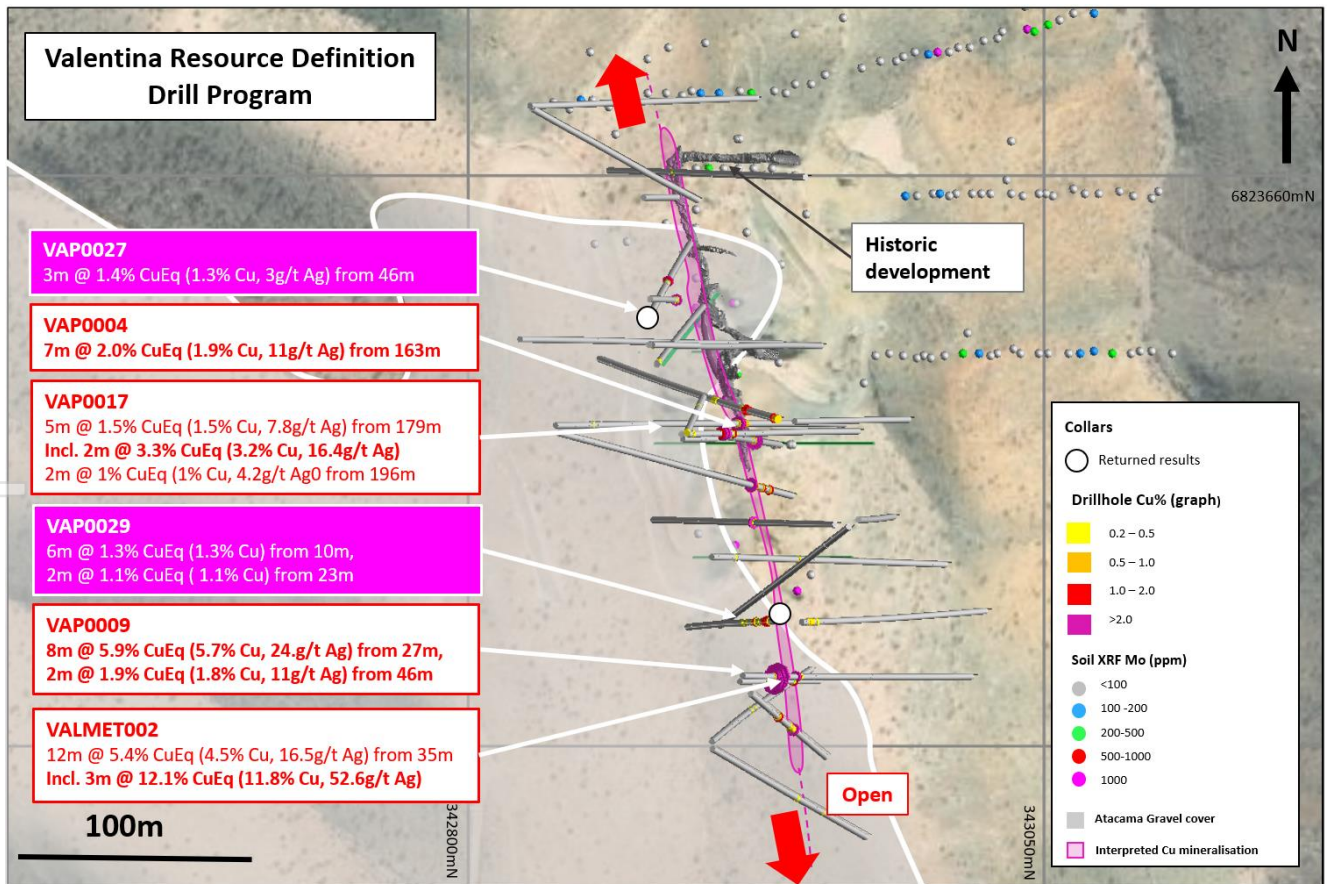 Valentina Resource Definition
Drill Program
N
6823660mN
VAP0027
3m @ 1.4% CuEq (1.3% Cu, 3g/t Ag) from 46m
Historic
development
VAP0004
7m @ 2.0% CuEq (1.9% Cu, 11g/t Ag) from 163m
VAP0017
5m @ 1.5% CuEq (1.5% Cu, 7.8g/t Ag) from 179m
Incl. 2m @ 3.3% CuEq (3.2% Cu, 16.4g/t Ag)
2m @ 1% CuEq (1% Cu, 4.2g/t Ag0 from 196m
VAP0029
6m @ 1.3% CuEq (1.3% Cu) from 10m,
2m @ 1.1% CuEq ( 1.1% Cu) from 23m
VAP0009
8m @ 5.9% CuEq (5.7% Cu, 24.g/t Ag) from 27m,
2m @ 1.9% CuEq (1.8% Cu, 11g/t Ag) from 46m
VALMET002
12m @ 5.4% CuEq (4.5% Cu, 16.5g/t Ag) from 35m
Incl. 3m @ 12.1% CuEq (11.8% Cu, 52.6g/t Ag)
Open
100m
342800mN
343050mN
Collars
Returned results
Drillhole Cu% (graph)
0.2 – 0.5
0.5 – 1.0
1.0 – 2.0
>2.0
Soil XRF Mo (ppm)
<100
100 -200
200-500
500-1000
1000
Atacama Gravel cover
Interpreted Cu mineralisation